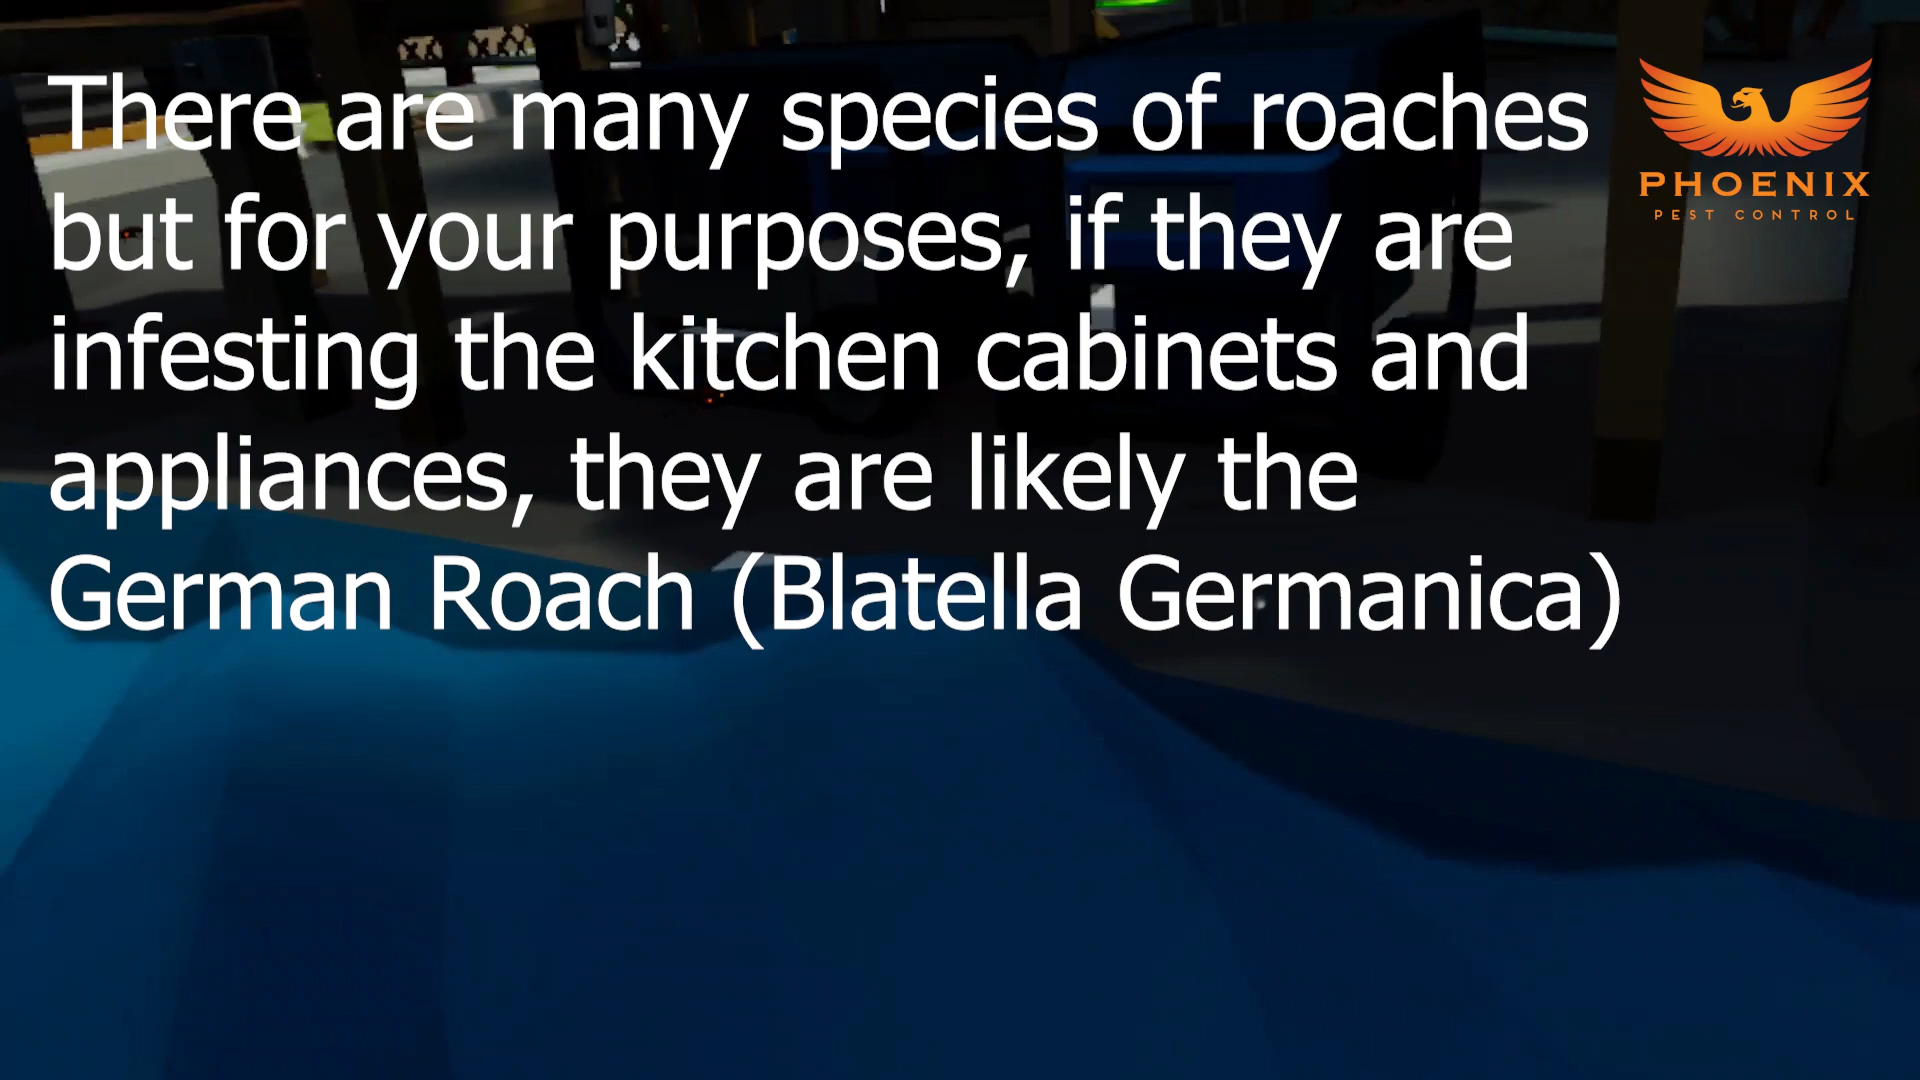 There are many species of roaches
but for your purposes, if they are
infesting the kitchen cabinets and
appliances, they are likely the
German Roach (Blatella Germanica)
PHOENIX
PEST CONTROL